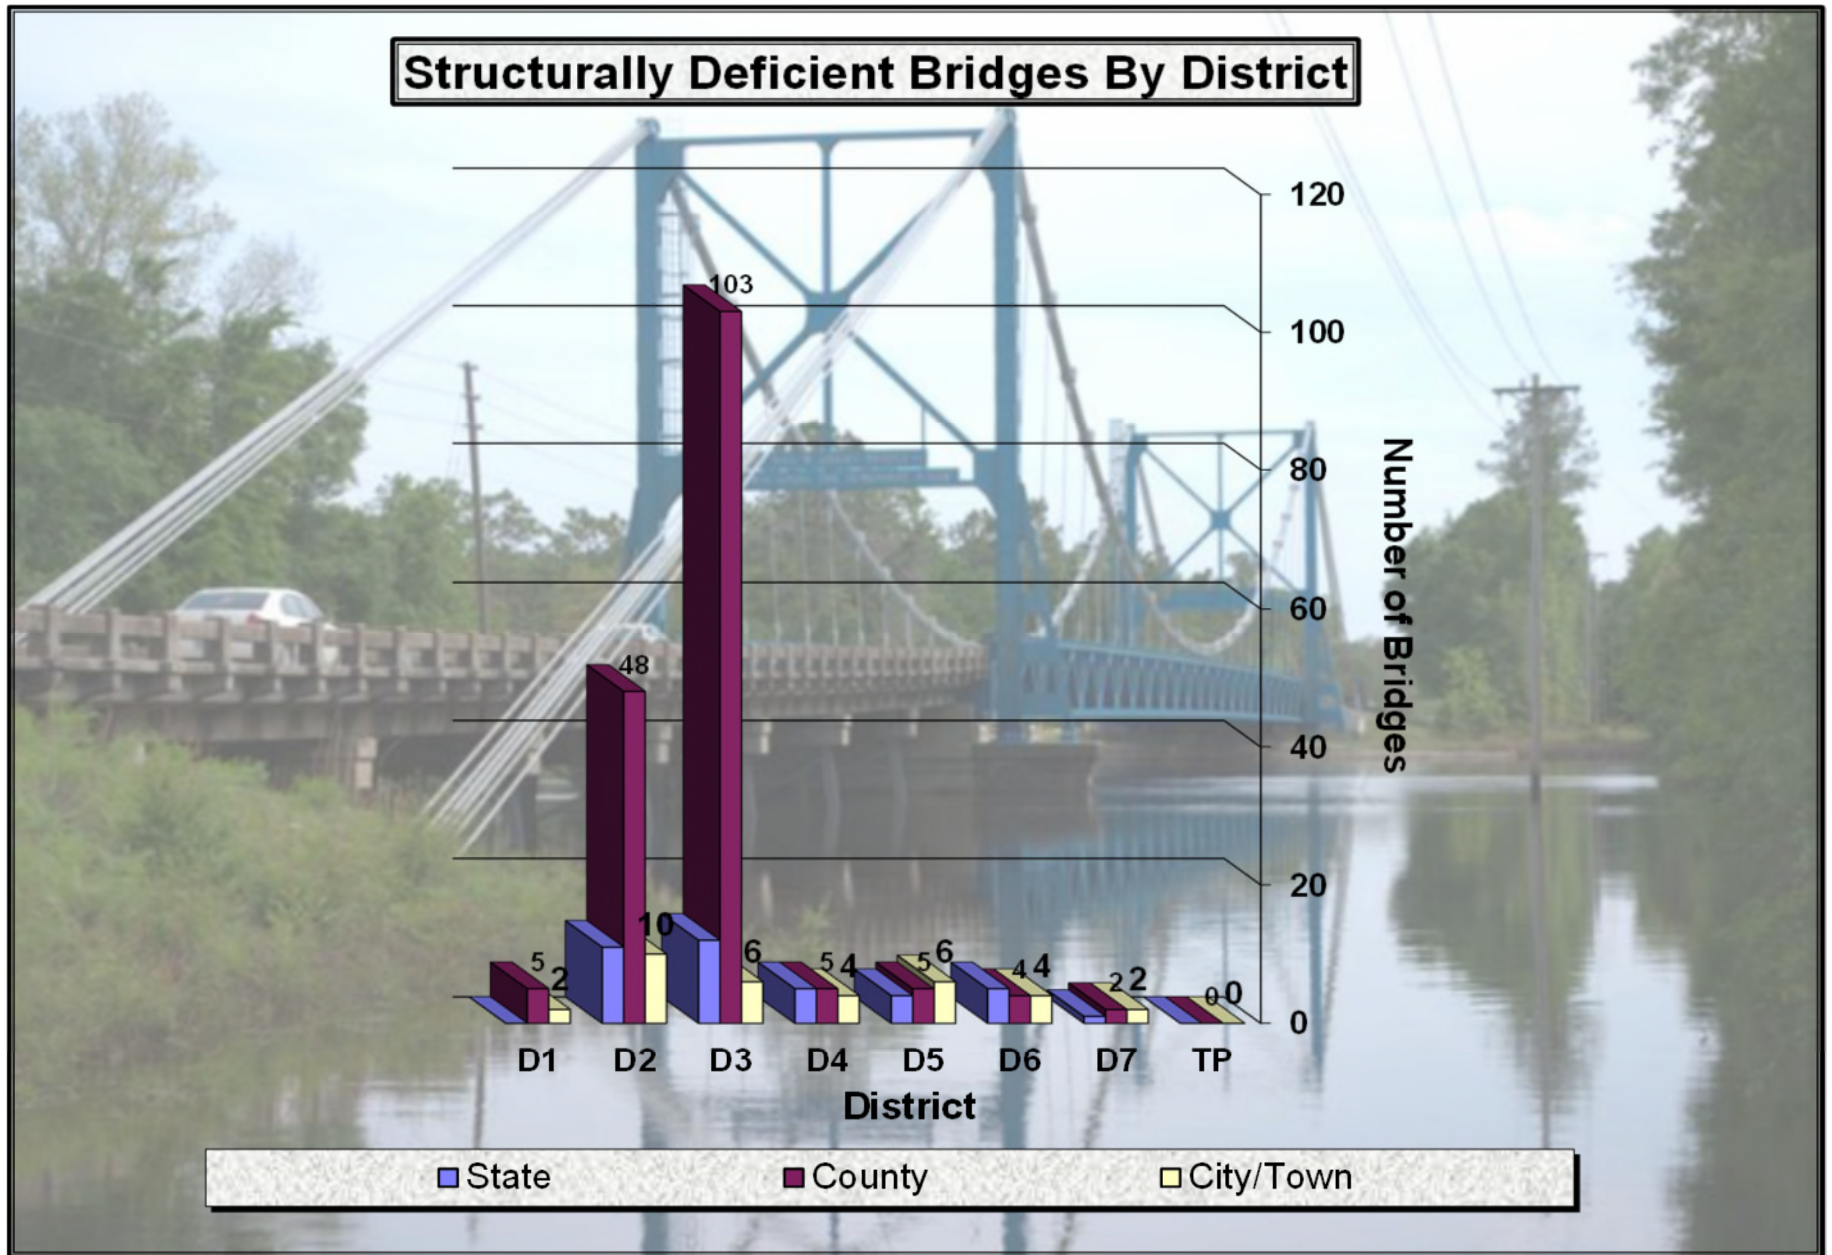 Structurally Deficient Bridges By District
120
103
100
80
Number of Bridges
60
48
40
20
10
5 2 6 5 4 5 6 4 4 2 2 0 0
0
D1 D2 D3 D4 D5 D6 D7 TP
District
State County City/Town